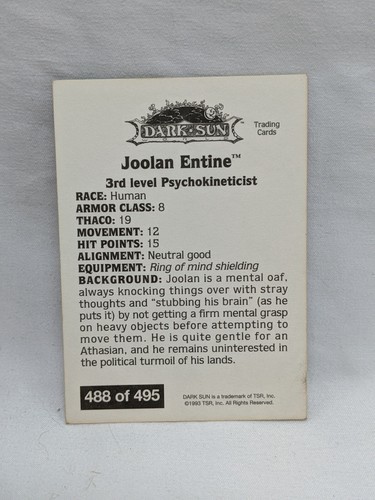 DARK • SUN
WORLD
Trading
Cards
Joolan Entine™
3rd level Psychokineticist
RACE: Human
ARMOR CLASS: 8
THACO: 19
MOVEMENT: 12
HIT POINTS: 15
ALIGNMENT: Neutral good
EQUIPMENT: Ring of mind shielding
BACKGROUND: Joolan is a mental oaf,
always knocking things over with stray
thoughts and “stubbing his brain” (as he
puts it) by not getting a firm mental grasp
on heavy objects before attempting to
move them. He is quite gentle for an
Athasian, and he remains uninterested in
the political turmoil of his lands.
488 of 495
DARK SUN is a trademark of TSR, Inc.
©1993 TSR, Inc. All Rights Reserved.